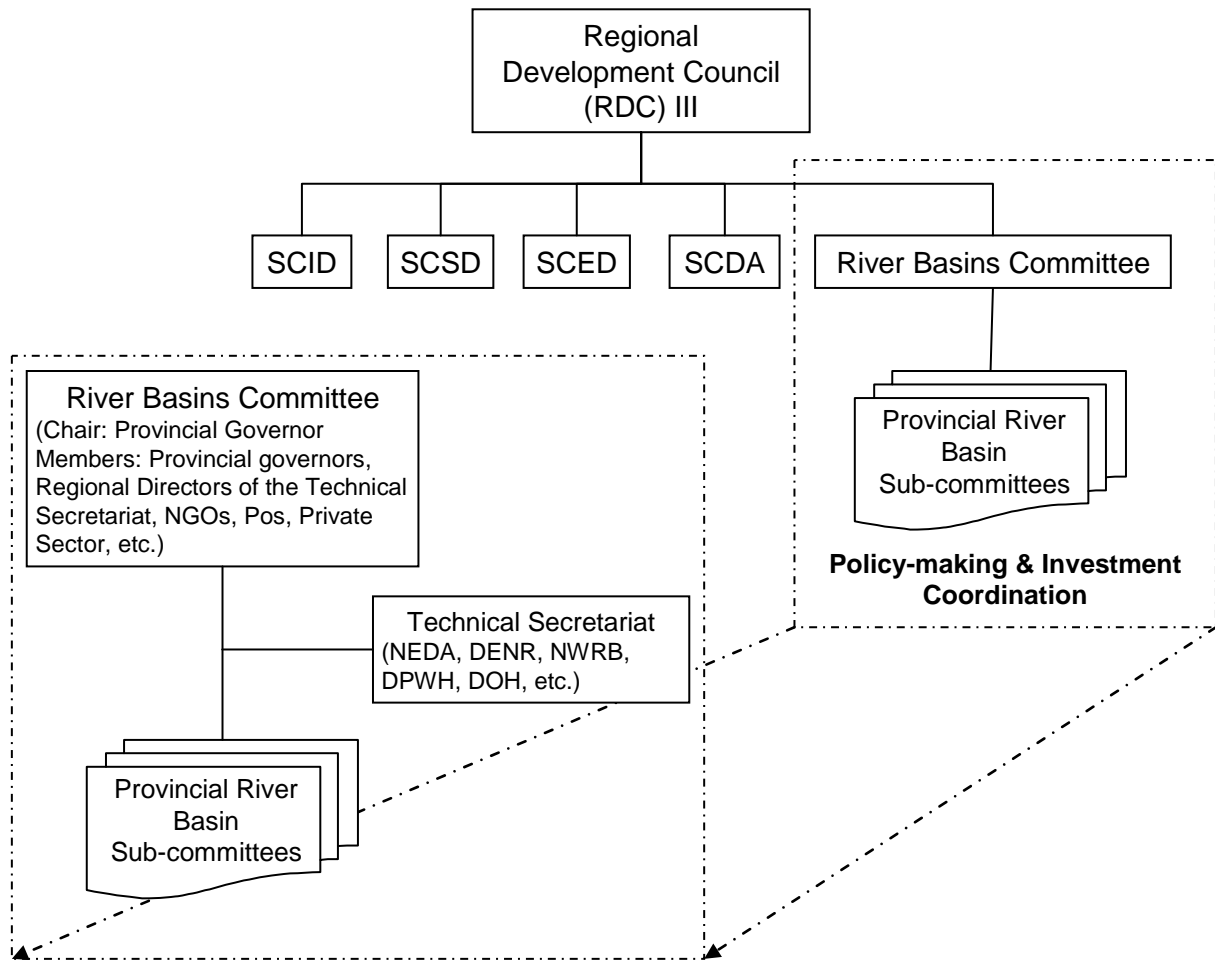 Regional
Development Council
(RDC) III
SCID
SCSD
SCED
SCDA
River Basins Committee
Provincial River
Basin
Sub-committees
Policy-making & Investment
Coordination
River Basins Committee
(Chair: Provincial Governor
Members: Provincial governors,
Regional Directors of the Technical
Secretariat, NGOs, Pos, Private
Sector, etc.)
Technical Secretariat
(NEDA, DENR, NWRB,
DPWH, DOH, etc.)
Provincial River
Basin
Sub-committees